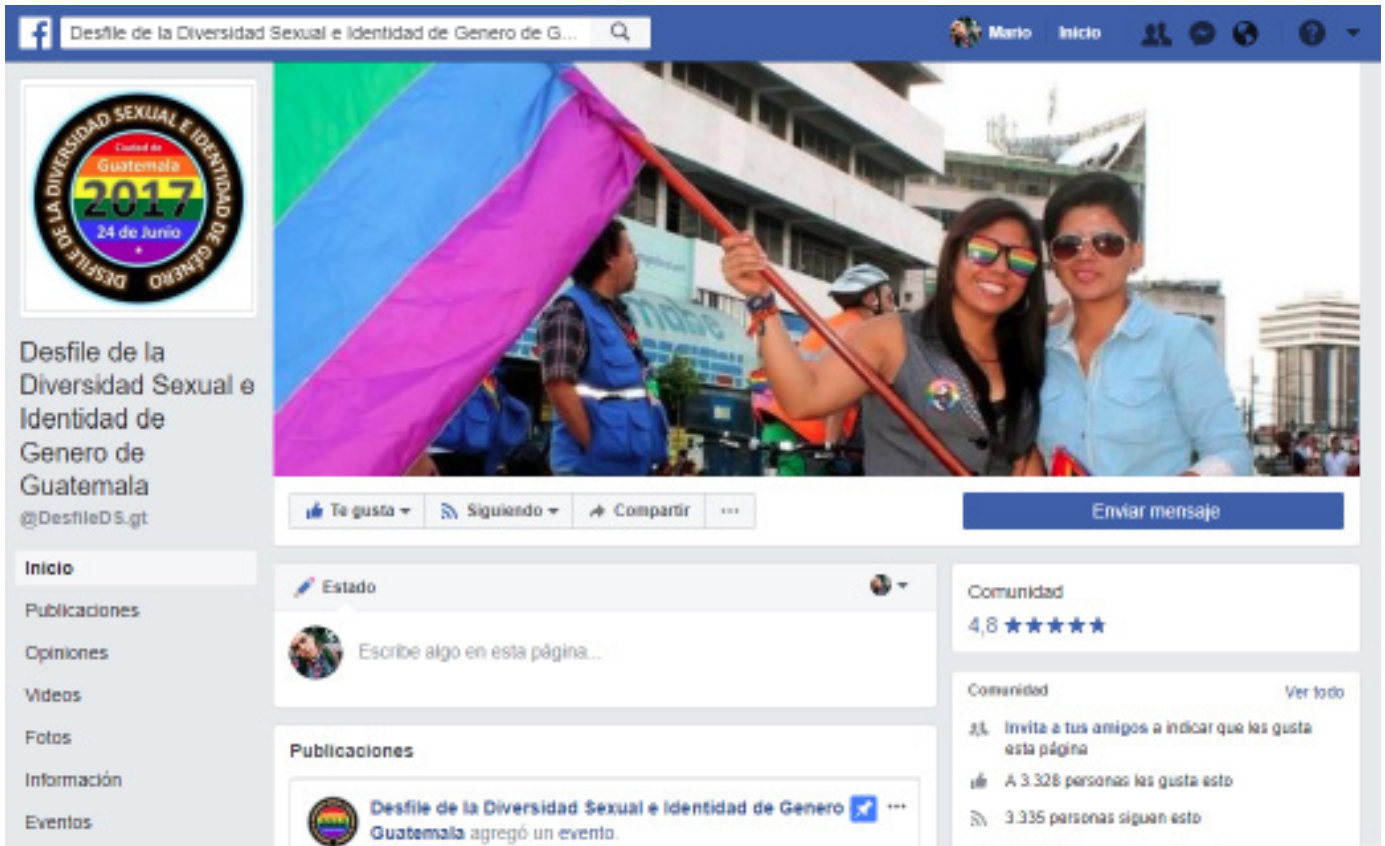 Desfile de la Diversidad Sexual e Identidad de Genero de G...
Mario
Inicio
DESFILE DE LA DIVERSIDAD SEXUAL E IDENTIDAD DE GÉNERO
Ciudad de
Guatemala
2017
24 de Junio
Desfile de la
Diversidad Sexual e
Identidad de
Genero de
Guatemala
@DesfileDS.gt
Inicio
Publicaciones
Opiniones
Videos
Fotos
Información
Eventos
Te gusta
Siguiendo
Compartir
Enviar mensaje
Estado
Escribe algo en esta página...
Publicaciones
Desfile de la Diversidad Sexual e Identidad de Genero
Guatemala agregó un evento.
Comunidad
4,8
Comunidad
Ver todo
Invita a tus amigos a indicar que les gusta
esta página
A 3.328 personas les gusta esto
3.335 personas siguen esto